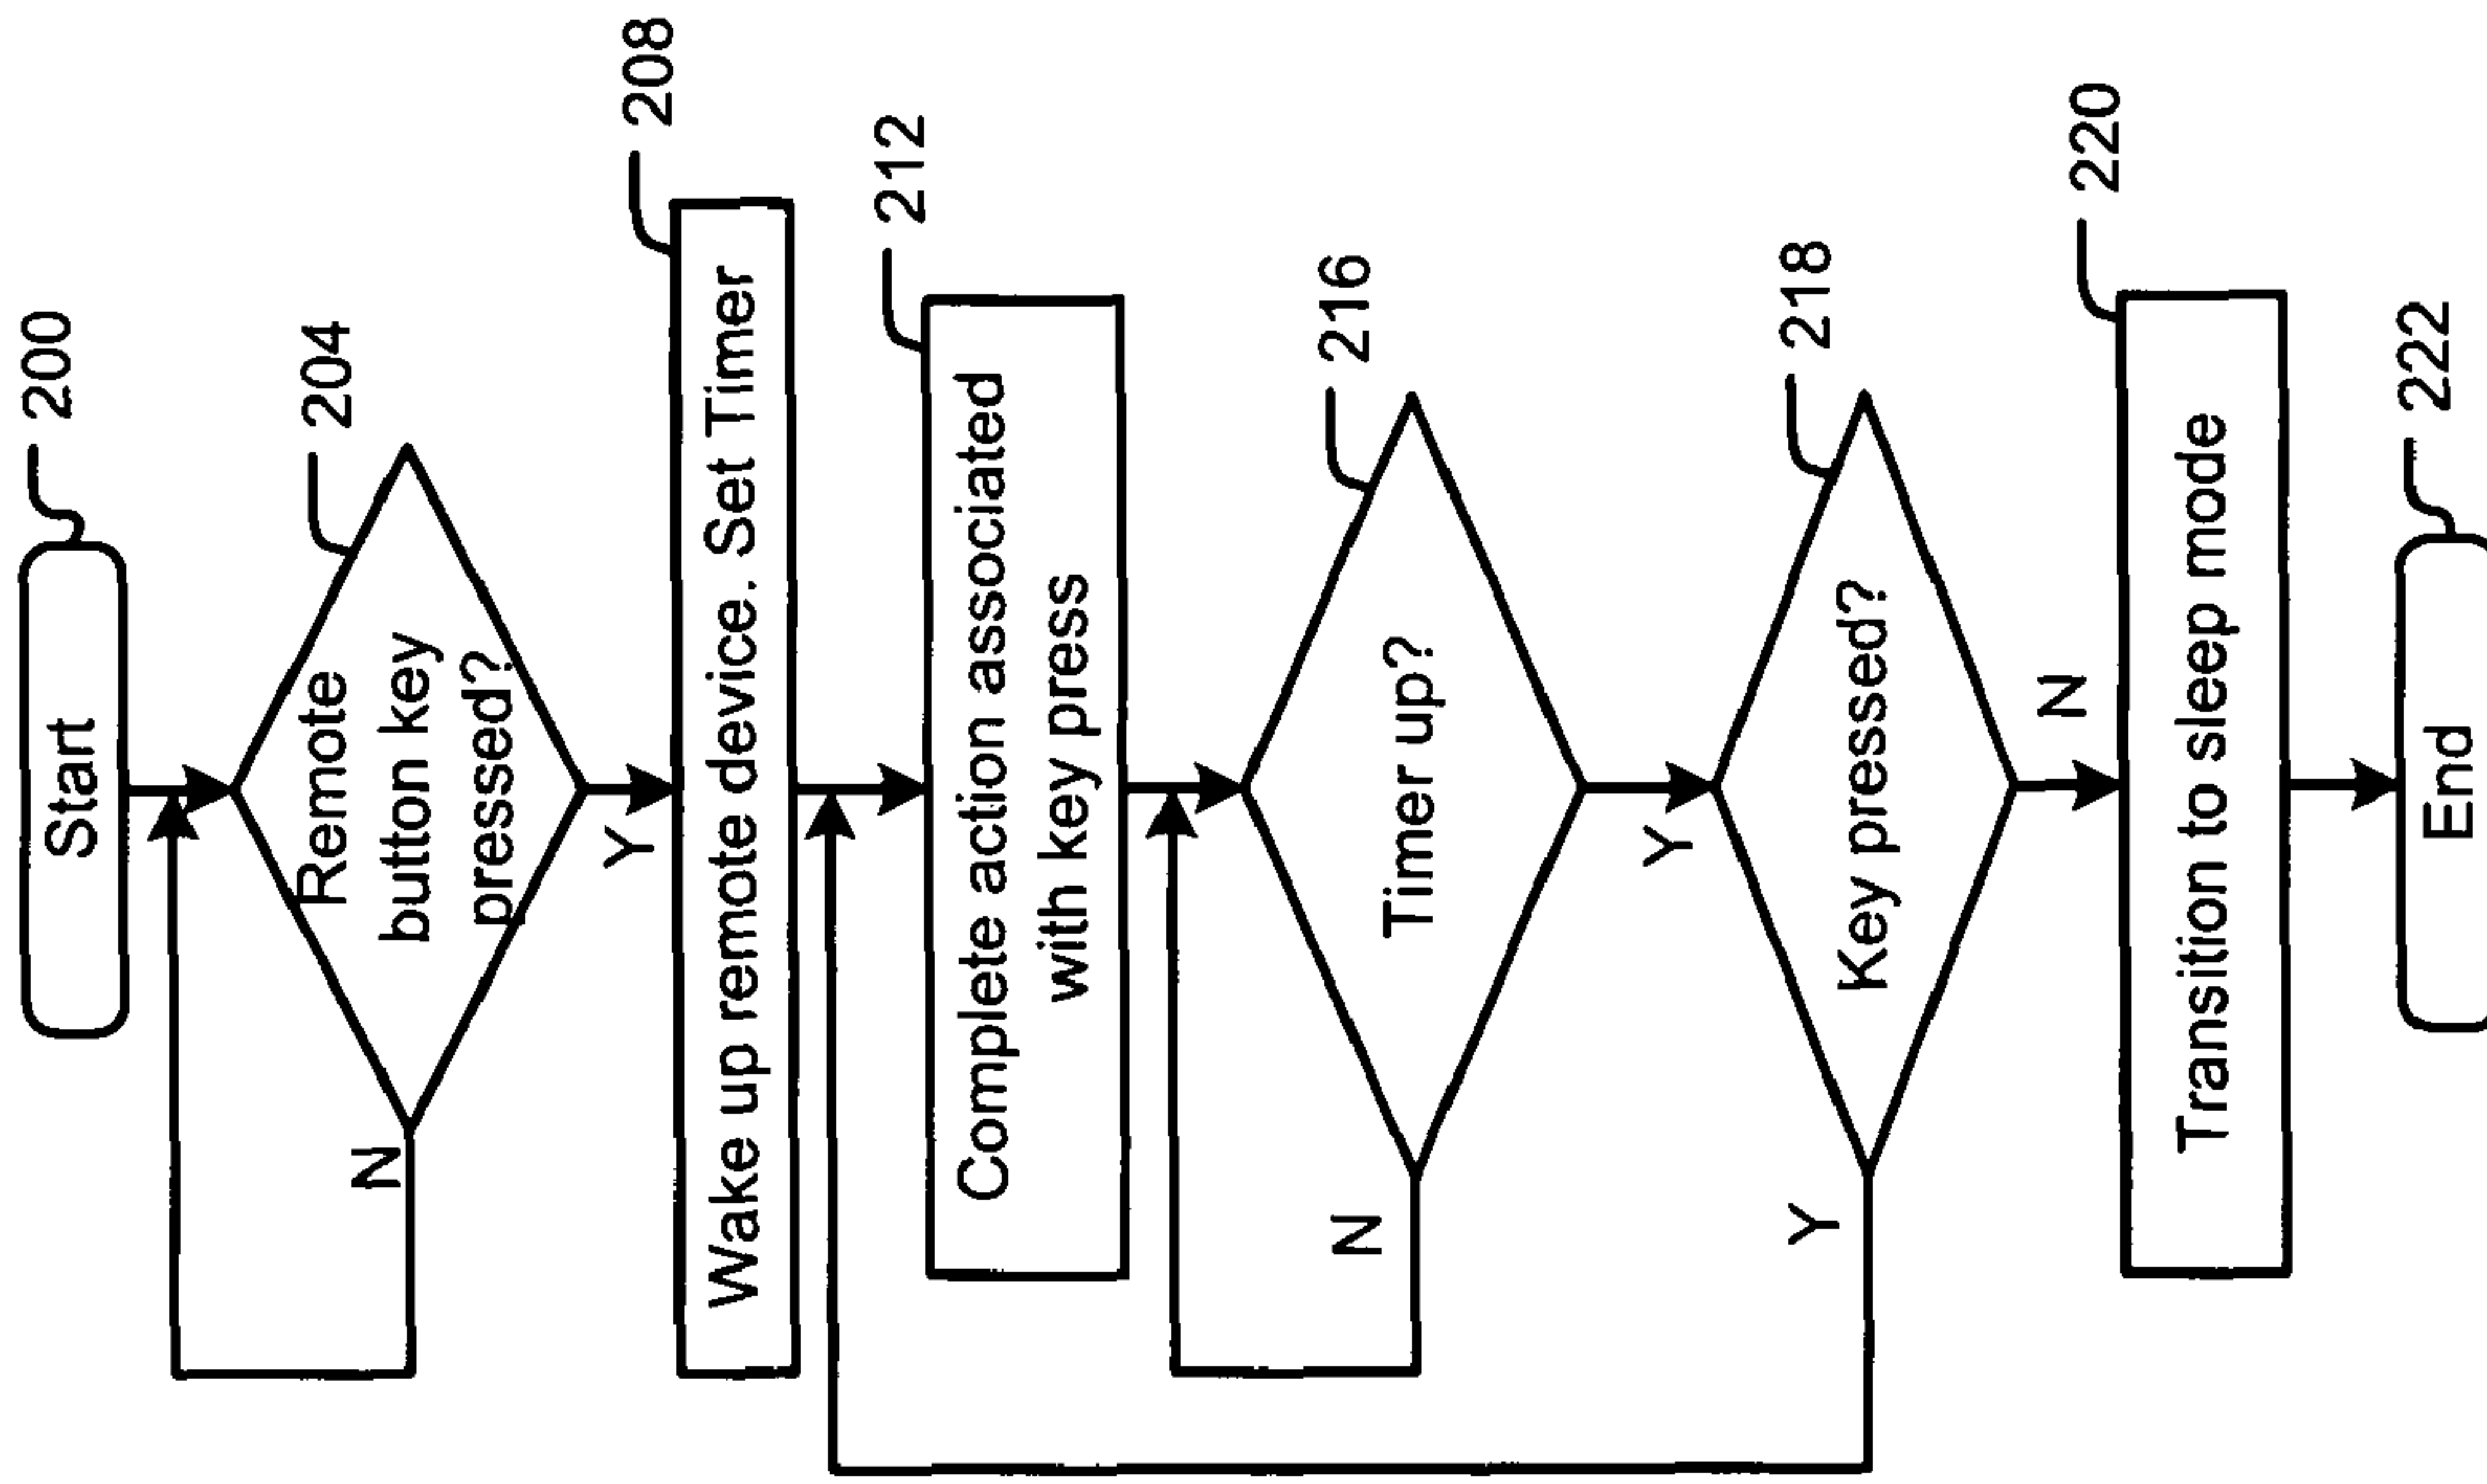 Start
200
Remote
button key
pressed?
204
N
Y
Wake up remote device. Set Timer
208
Complete action associated
with key press
212
Timer up?
216
N
Y
Key pressed?
218
Y
N
Transition to sleep mode
220
End
222